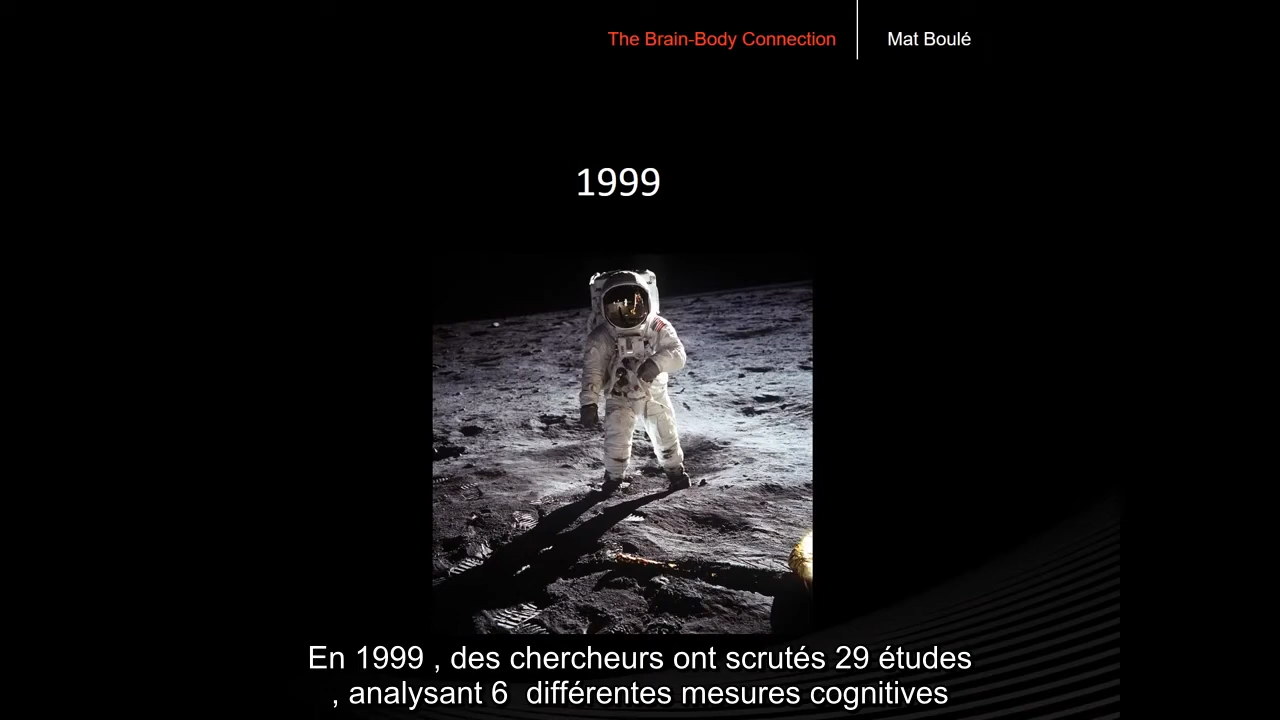 The Brain-Body Connection
Mat Boulé
1999
En 1999 , des chercheurs ont scrutés 29 études
, analysant 6  différentes mesures cognitives